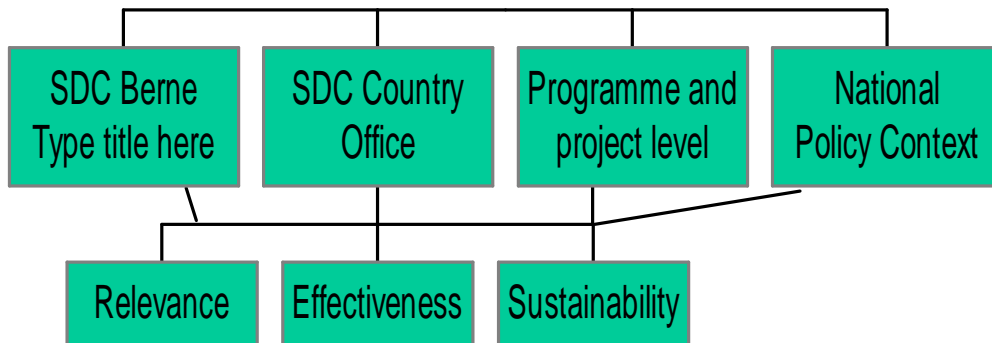 SDC Berne
Type title here
SDC Country
Office
Programme and
project level
National
Policy Context
Relevance
Effectiveness
Sustainability